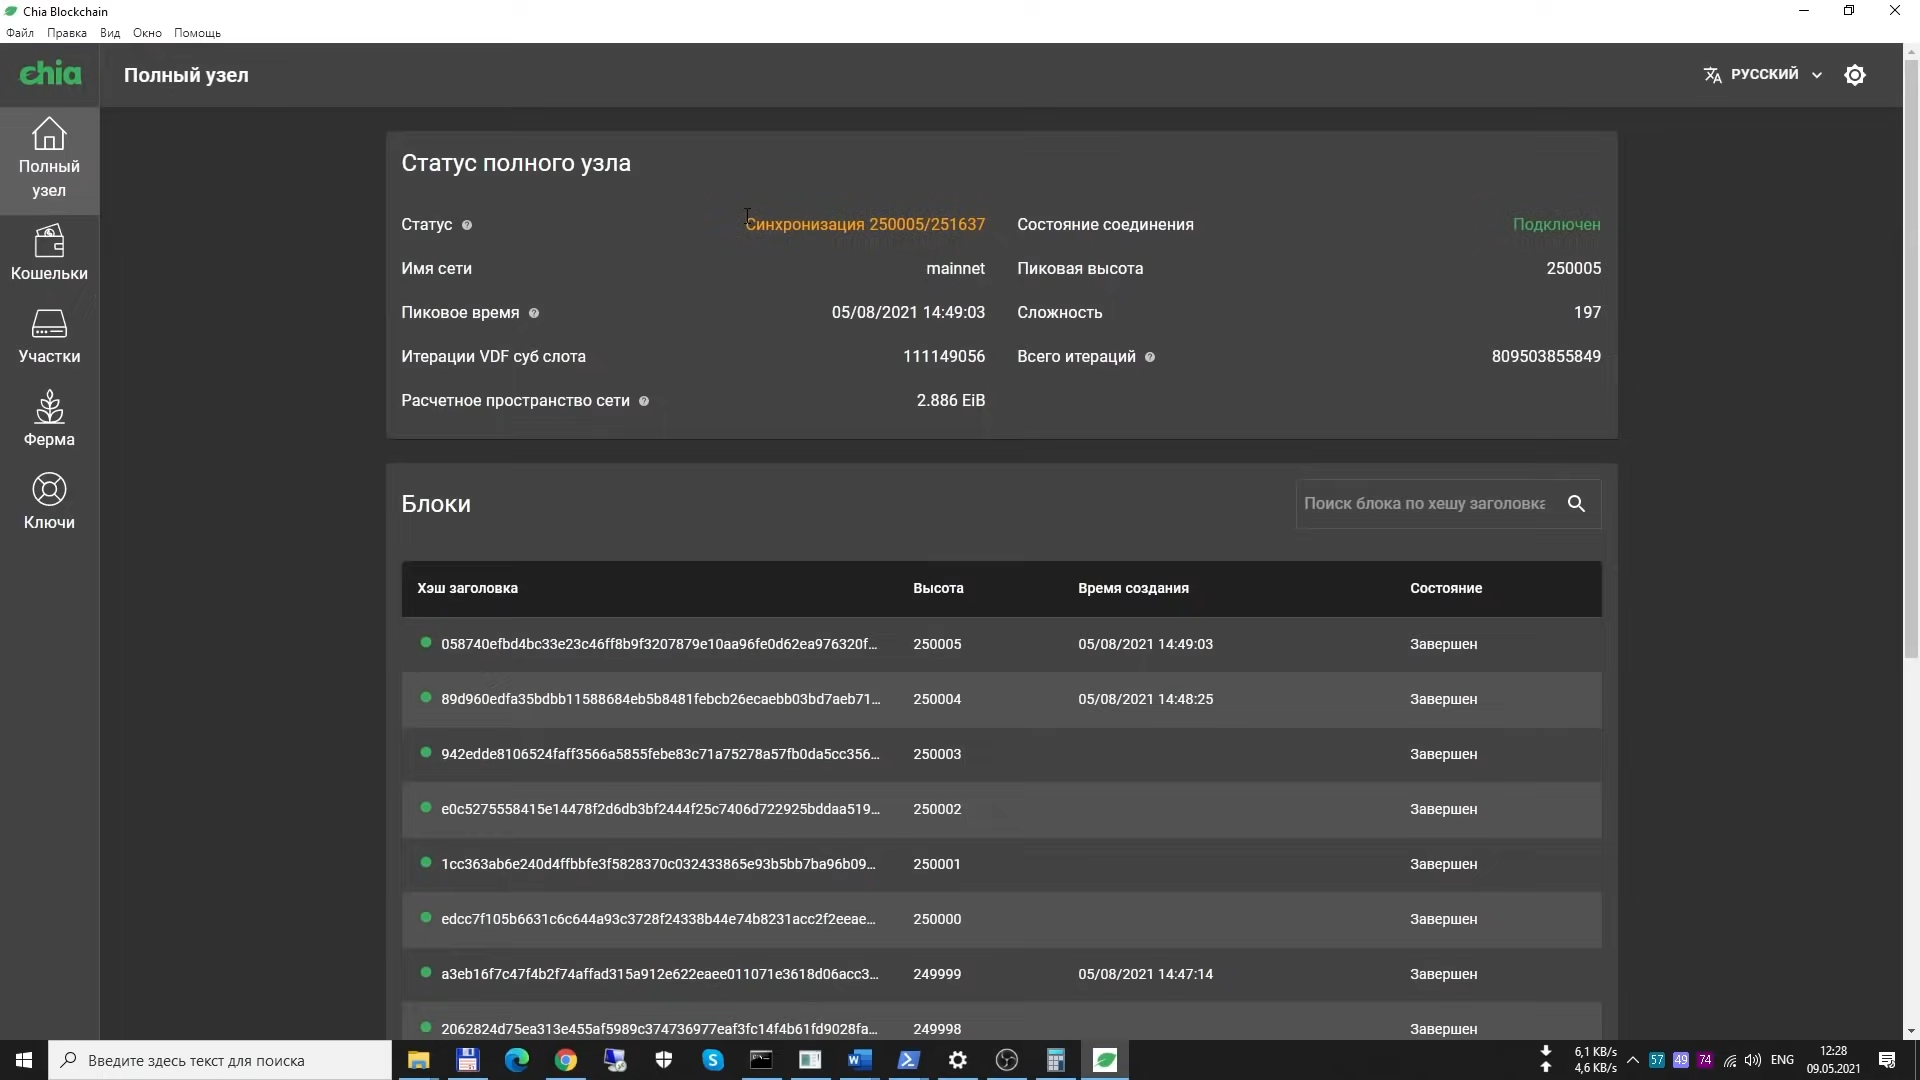 Chia Blockchain
Файл Правка Вид Окно Помощь
chia
Полный узел
РУССКИЙ
Полный
узел
Кошельки
Участки
Ферма
Ключи
Статус полного узла
Статус Синхронизация 250005/251637 Состояние соединения Подключен
Имя сети mainnet Пиковая высота 250005
Пиковое время 05/08/2021 14:49:03 Сложность 197
Итерации VDF суб слота 111149056 Всего итераций 809503855849
Расчетное пространство сети 2.886 EiB
Блоки Поиск блока по хешу заголовка
Хэш заголовка Высота Время создания Состояние
058740efbd4bc33e23c46ff8b9f3207879e10aa96fe0d62ea976320f... 250005 05/08/2021 14:49:03 Завершен
89d960edfa35bdbb11588684eb5b8481febcb26ecaebb03bd7aeb71... 250004 05/08/2021 14:48:25 Завершен
942edde8106524faff3566a5855febe83c71a75278a57fb0da5cc356... 250003 Завершен
e0c5275558415e14478f2d6db3bf2444f25c7406d722925bddaa519... 250002 Завершен
1cc363ab6e240d4ffbbfe3f5828370c032433865e93b5bb7ba96b09... 250001 Завершен
edcc7f105b6631c6c644a93c3728f24338b44e74b8231acc2f2eeae... 250000 Завершен
a3eb16f7c47f4b2f74affad315a912e622eaee011071e3618d06acc3... 249999 05/08/2021 14:47:14 Завершен
2062824d75ea313e455af5989c374736977eaf3fc14f4b61fd9028fa... 249998 Завершен
Введите здесь текст для поиска
6,1 KB/s
4,6 KB/s
57 49 74 ENG
12:28
09.05.2021